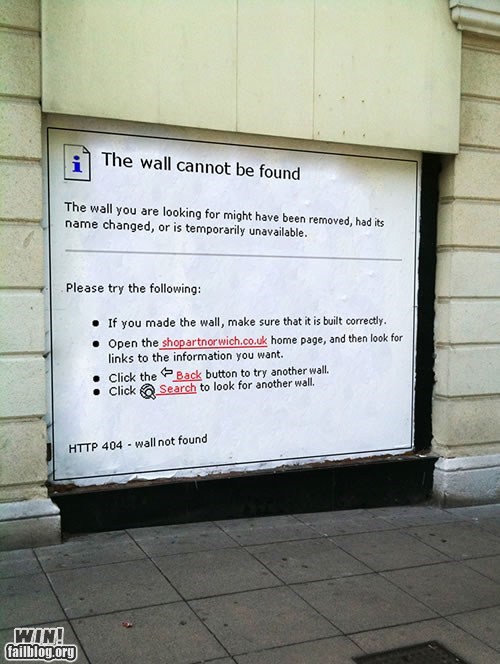 The wall cannot be found
The wall you are looking for might have been removed, had its
name changed, or is temporarily unavailable.
Please try the following:
• If you made the wall, make sure that it is built correctly.
• Open the shopartnorwich.co.uk home page, and then look for
links to the information you want.
• Click the Back button to try another wall.
• Click Search to look for another wall.
HTTP 404 - wall not found
WIN!
failblog.org